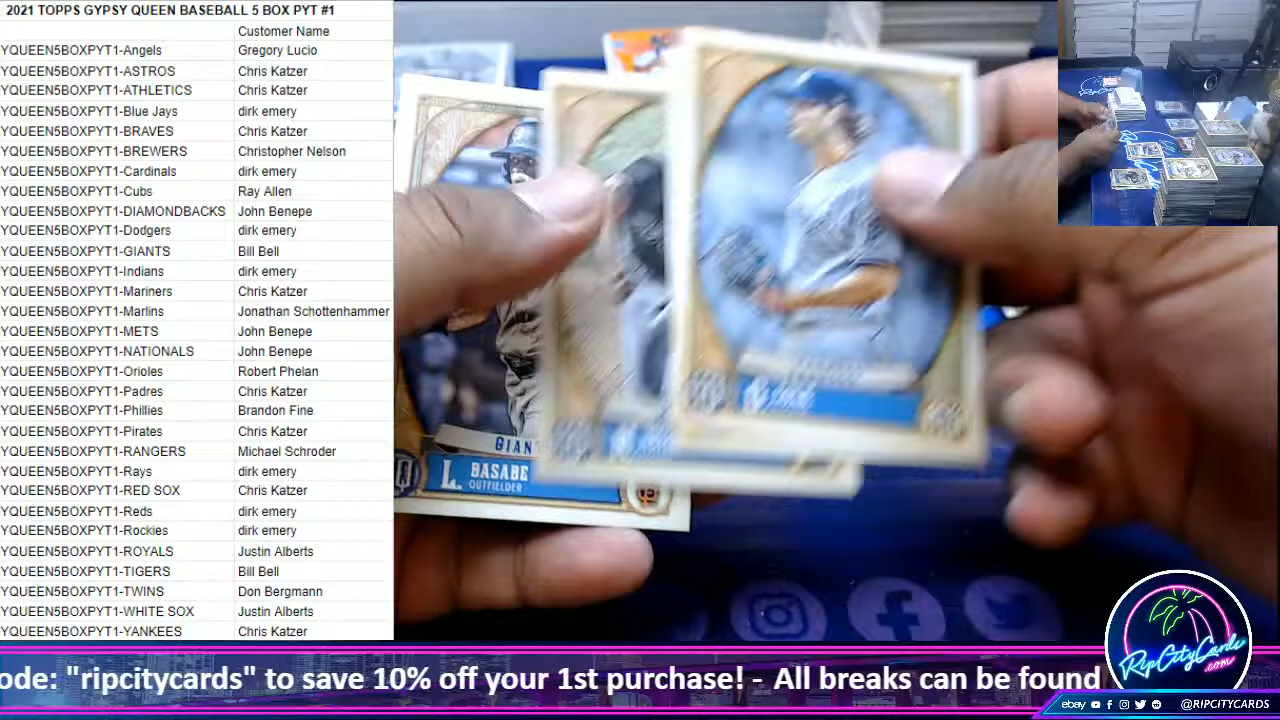 2021 TOPPS GYPSY QUEEN BASEBALL 5 BOX PYT #1
Customer Name
YQUEEN5BOXPYT1-Angels Gregory Lucio
YQUEEN5BOXPYT1-ASTROS Chris Katzer
YQUEEN5BOXPYT1-ATHLETICS Chris Katzer
YQUEEN5BOXPYT1-Blue Jays dirk emery
YQUEEN5BOXPYT1-BRAVES Chris Katzer
YQUEEN5BOXPYT1-BREWERS Christopher Nelson
YQUEEN5BOXPYT1-Cardinals dirk emery
YQUEEN5BOXPYT1-Cubs Ray Allen
YQUEEN5BOXPYT1-DIAMONDBACKS John Benepe
YQUEEN5BOXPYT1-Dodgers dirk emery
YQUEEN5BOXPYT1-GIANTS Bill Bell
YQUEEN5BOXPYT1-Indians dirk emery
YQUEEN5BOXPYT1-Mariners Chris Katzer
YQUEEN5BOXPYT1-Marlins Jonathan Schottenhammer
YQUEEN5BOXPYT1-METS John Benepe
YQUEEN5BOXPYT1-NATIONALS John Benepe
YQUEEN5BOXPYT1-Orioles Robert Phelan
YQUEEN5BOXPYT1-Padres Chris Katzer
YQUEEN5BOXPYT1-Phillies Brandon Fine
YQUEEN5BOXPYT1-Pirates Chris Katzer
YQUEEN5BOXPYT1-RANGERS Michael Schroder
YQUEEN5BOXPYT1-Rays dirk emery
YQUEEN5BOXPYT1-RED SOX Chris Katzer
YQUEEN5BOXPYT1-Reds dirk emery
YQUEEN5BOXPYT1-Rockies dirk emery
YQUEEN5BOXPYT1-ROYALS Justin Alberts
YQUEEN5BOXPYT1-TIGERS Bill Bell
YQUEEN5BOXPYT1-TWINS Don Bergmann
YQUEEN5BOXPYT1-WHITE SOX Justin Alberts
YQUEEN5BOXPYT1-YANKEES Chris Katzer
GIAN
L. BASABE
OUTFIELDER
ode: "ripcitycards" to save 10% off your 1st purchase! - All breaks can be found
RipCityCards
.com
ebay @RIPCITYCARDS